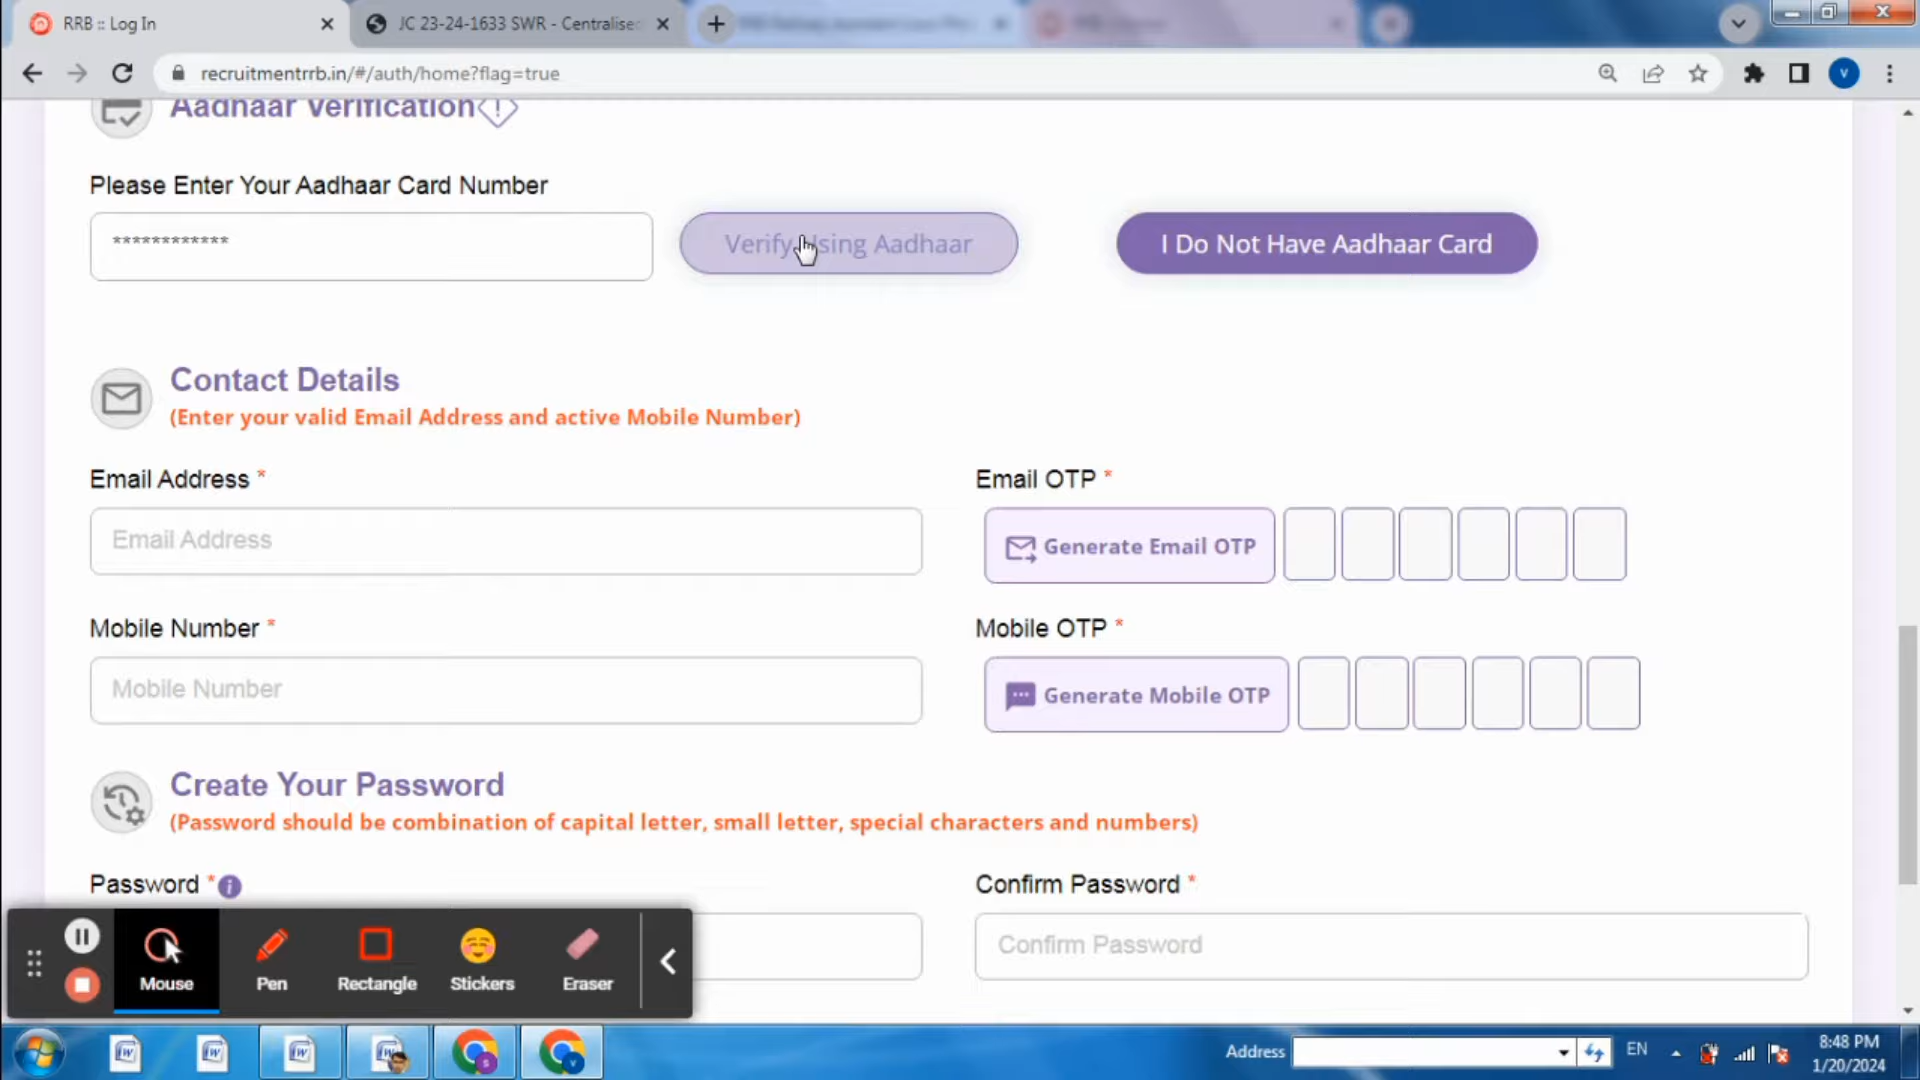 RRB :: Log In
JC 23-24-1633 SWR - Centralised
recruitmentrrb.in/#/auth/home?flag=true
V
Aadhaar Verification
Please Enter Your Aadhaar Card Number
************
Verify Using Aadhaar
I Do Not Have Aadhaar Card
Contact Details
(Enter your valid Email Address and active Mobile Number)
Email Address *
Email OTP *
Email Address
Generate Email OTP
Mobile Number *
Mobile OTP *
Mobile Number
Generate Mobile OTP
Create Your Password
(Password should be combination of capital letter, small letter, special characters and numbers)
Password * i
Confirm Password *
Confirm Password
Mouse
Pen
Rectangle
Stickers
Eraser
Address
EN
8:48 PM
1/20/2024